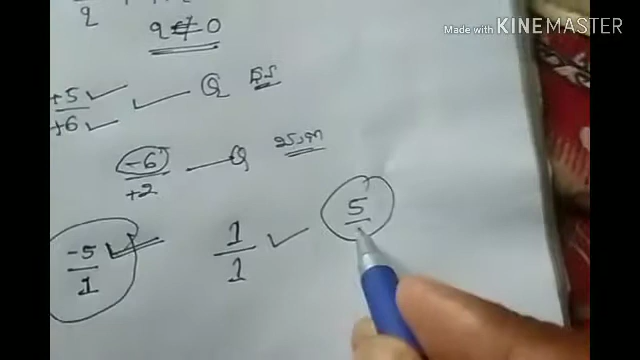 Made with KINEMASTER
q
q ≠ 0
+5
+6
Q
-6
+2
Q
-5
1
1
1
5